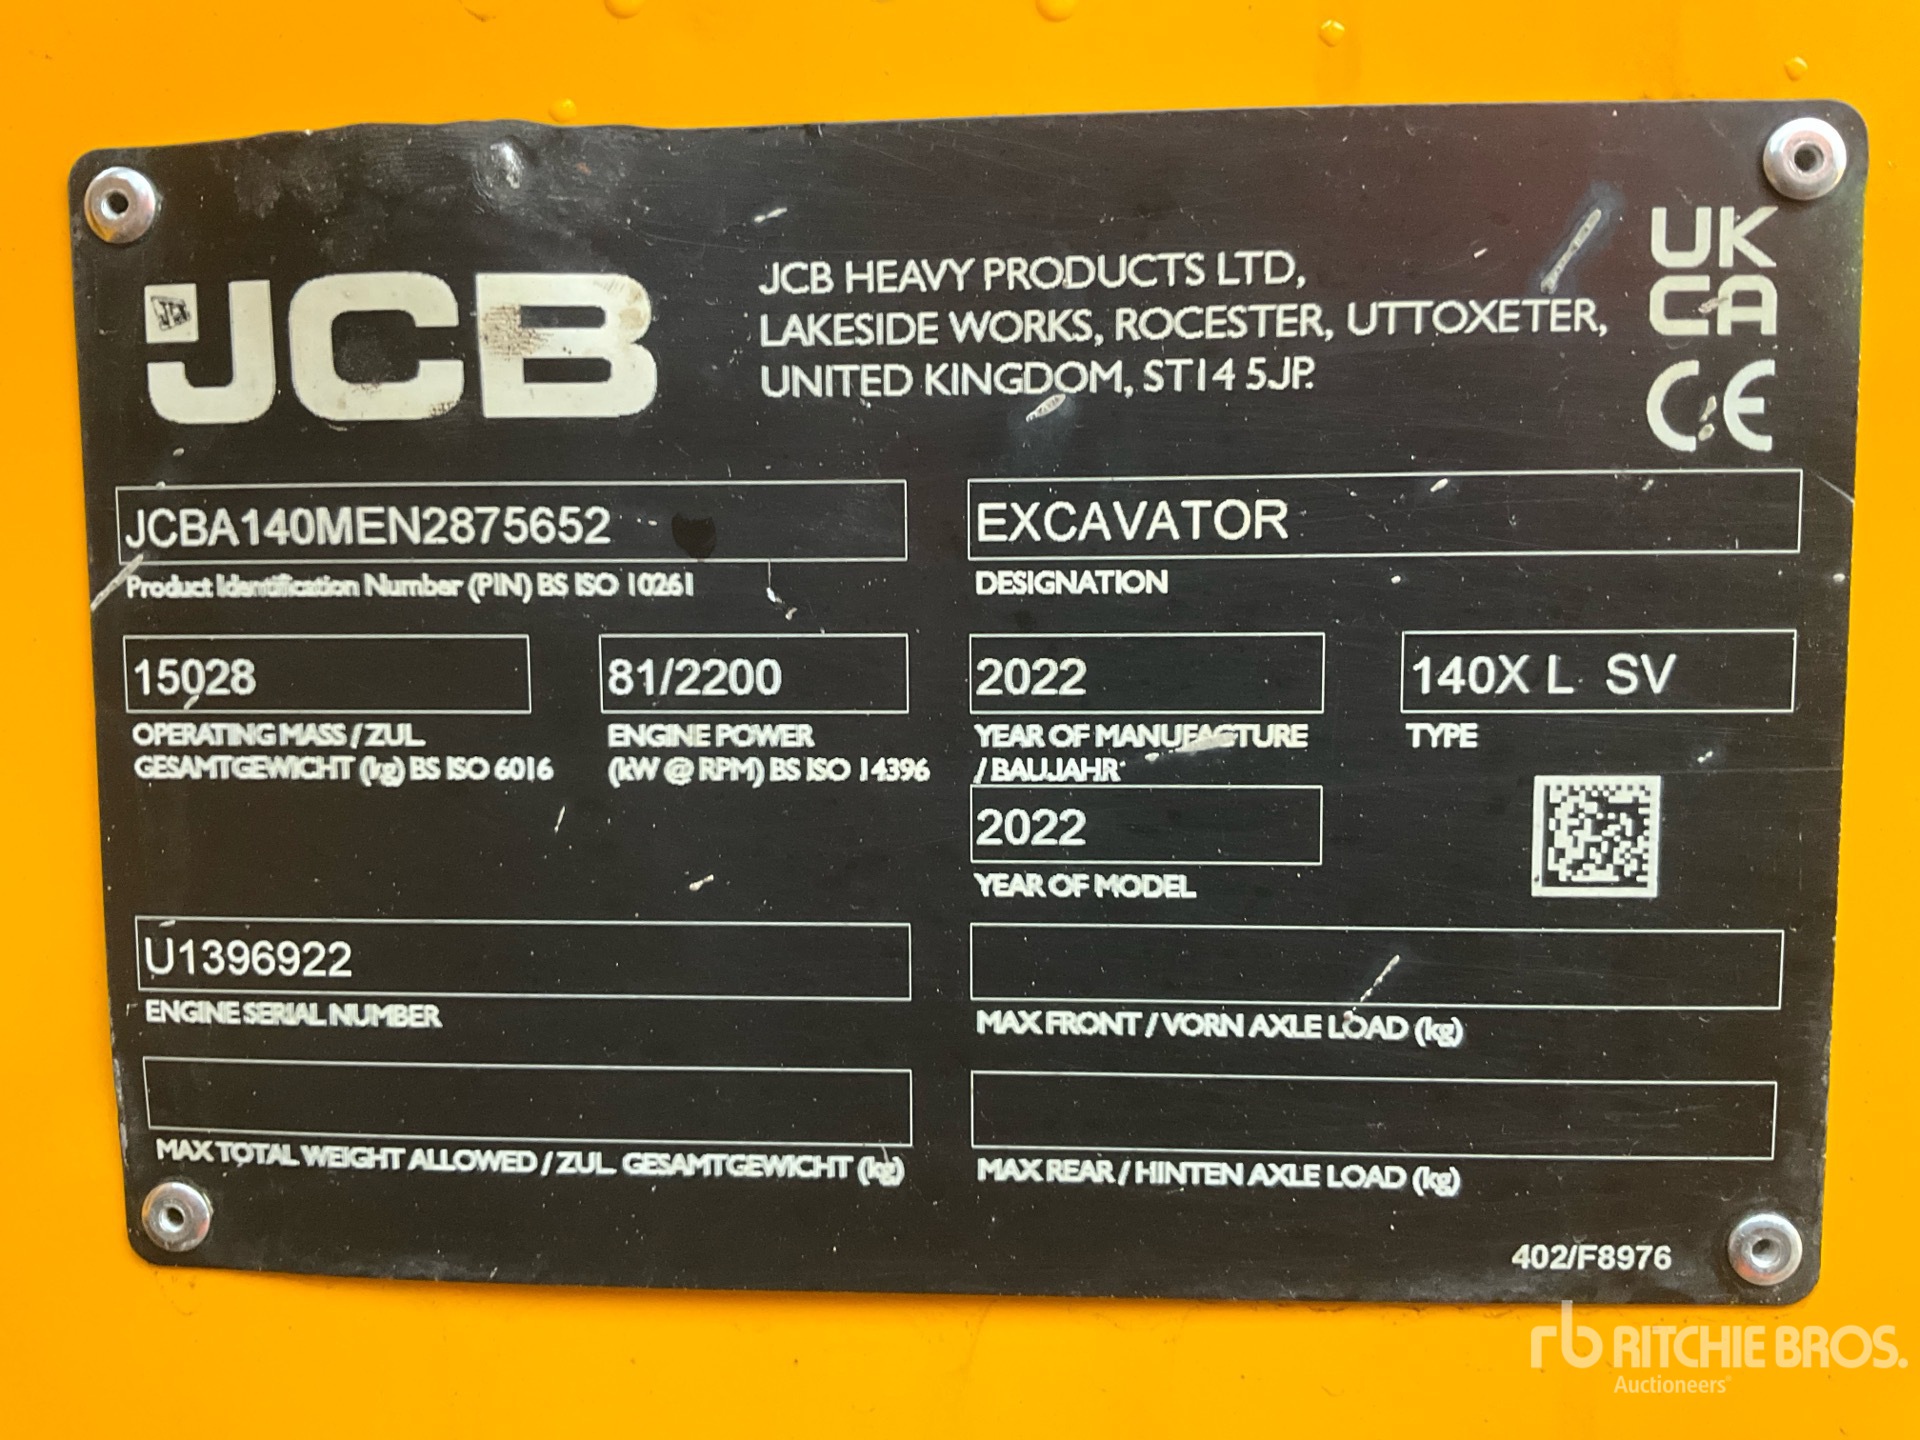 JCB
JCB HEAVY PRODUCTS LTD,
LAKESIDE WORKS, ROCESTER, UTTOXETER,
UNITED KINGDOM, ST14 5JP.
UK
CA
CE
JCBA140MEN2875652
Product Identification Number (PIN) BS ISO 10261
EXCAVATOR
DESIGNATION
15028
OPERATING MASS / ZUL
GESAMTGEWICHT (kg) BS ISO 6016
81/2200
ENGINE POWER
(kW @ RPM) BS ISO 14396
2022
YEAR OF MANUFACTURE
/ BAUJAHR
140X L SV
TYPE
2022
YEAR OF MODEL
U1396922
ENGINE SERIAL NUMBER
MAX FRONT / VORN AXLE LOAD (kg)
MAX TOTAL WEIGHT ALLOWED / ZUL GESAMTGEWICHT (kg)
MAX REAR / HINTEN AXLE LOAD (kg)
402/F8976
rb RITCHIE BROS.
Auctioneers